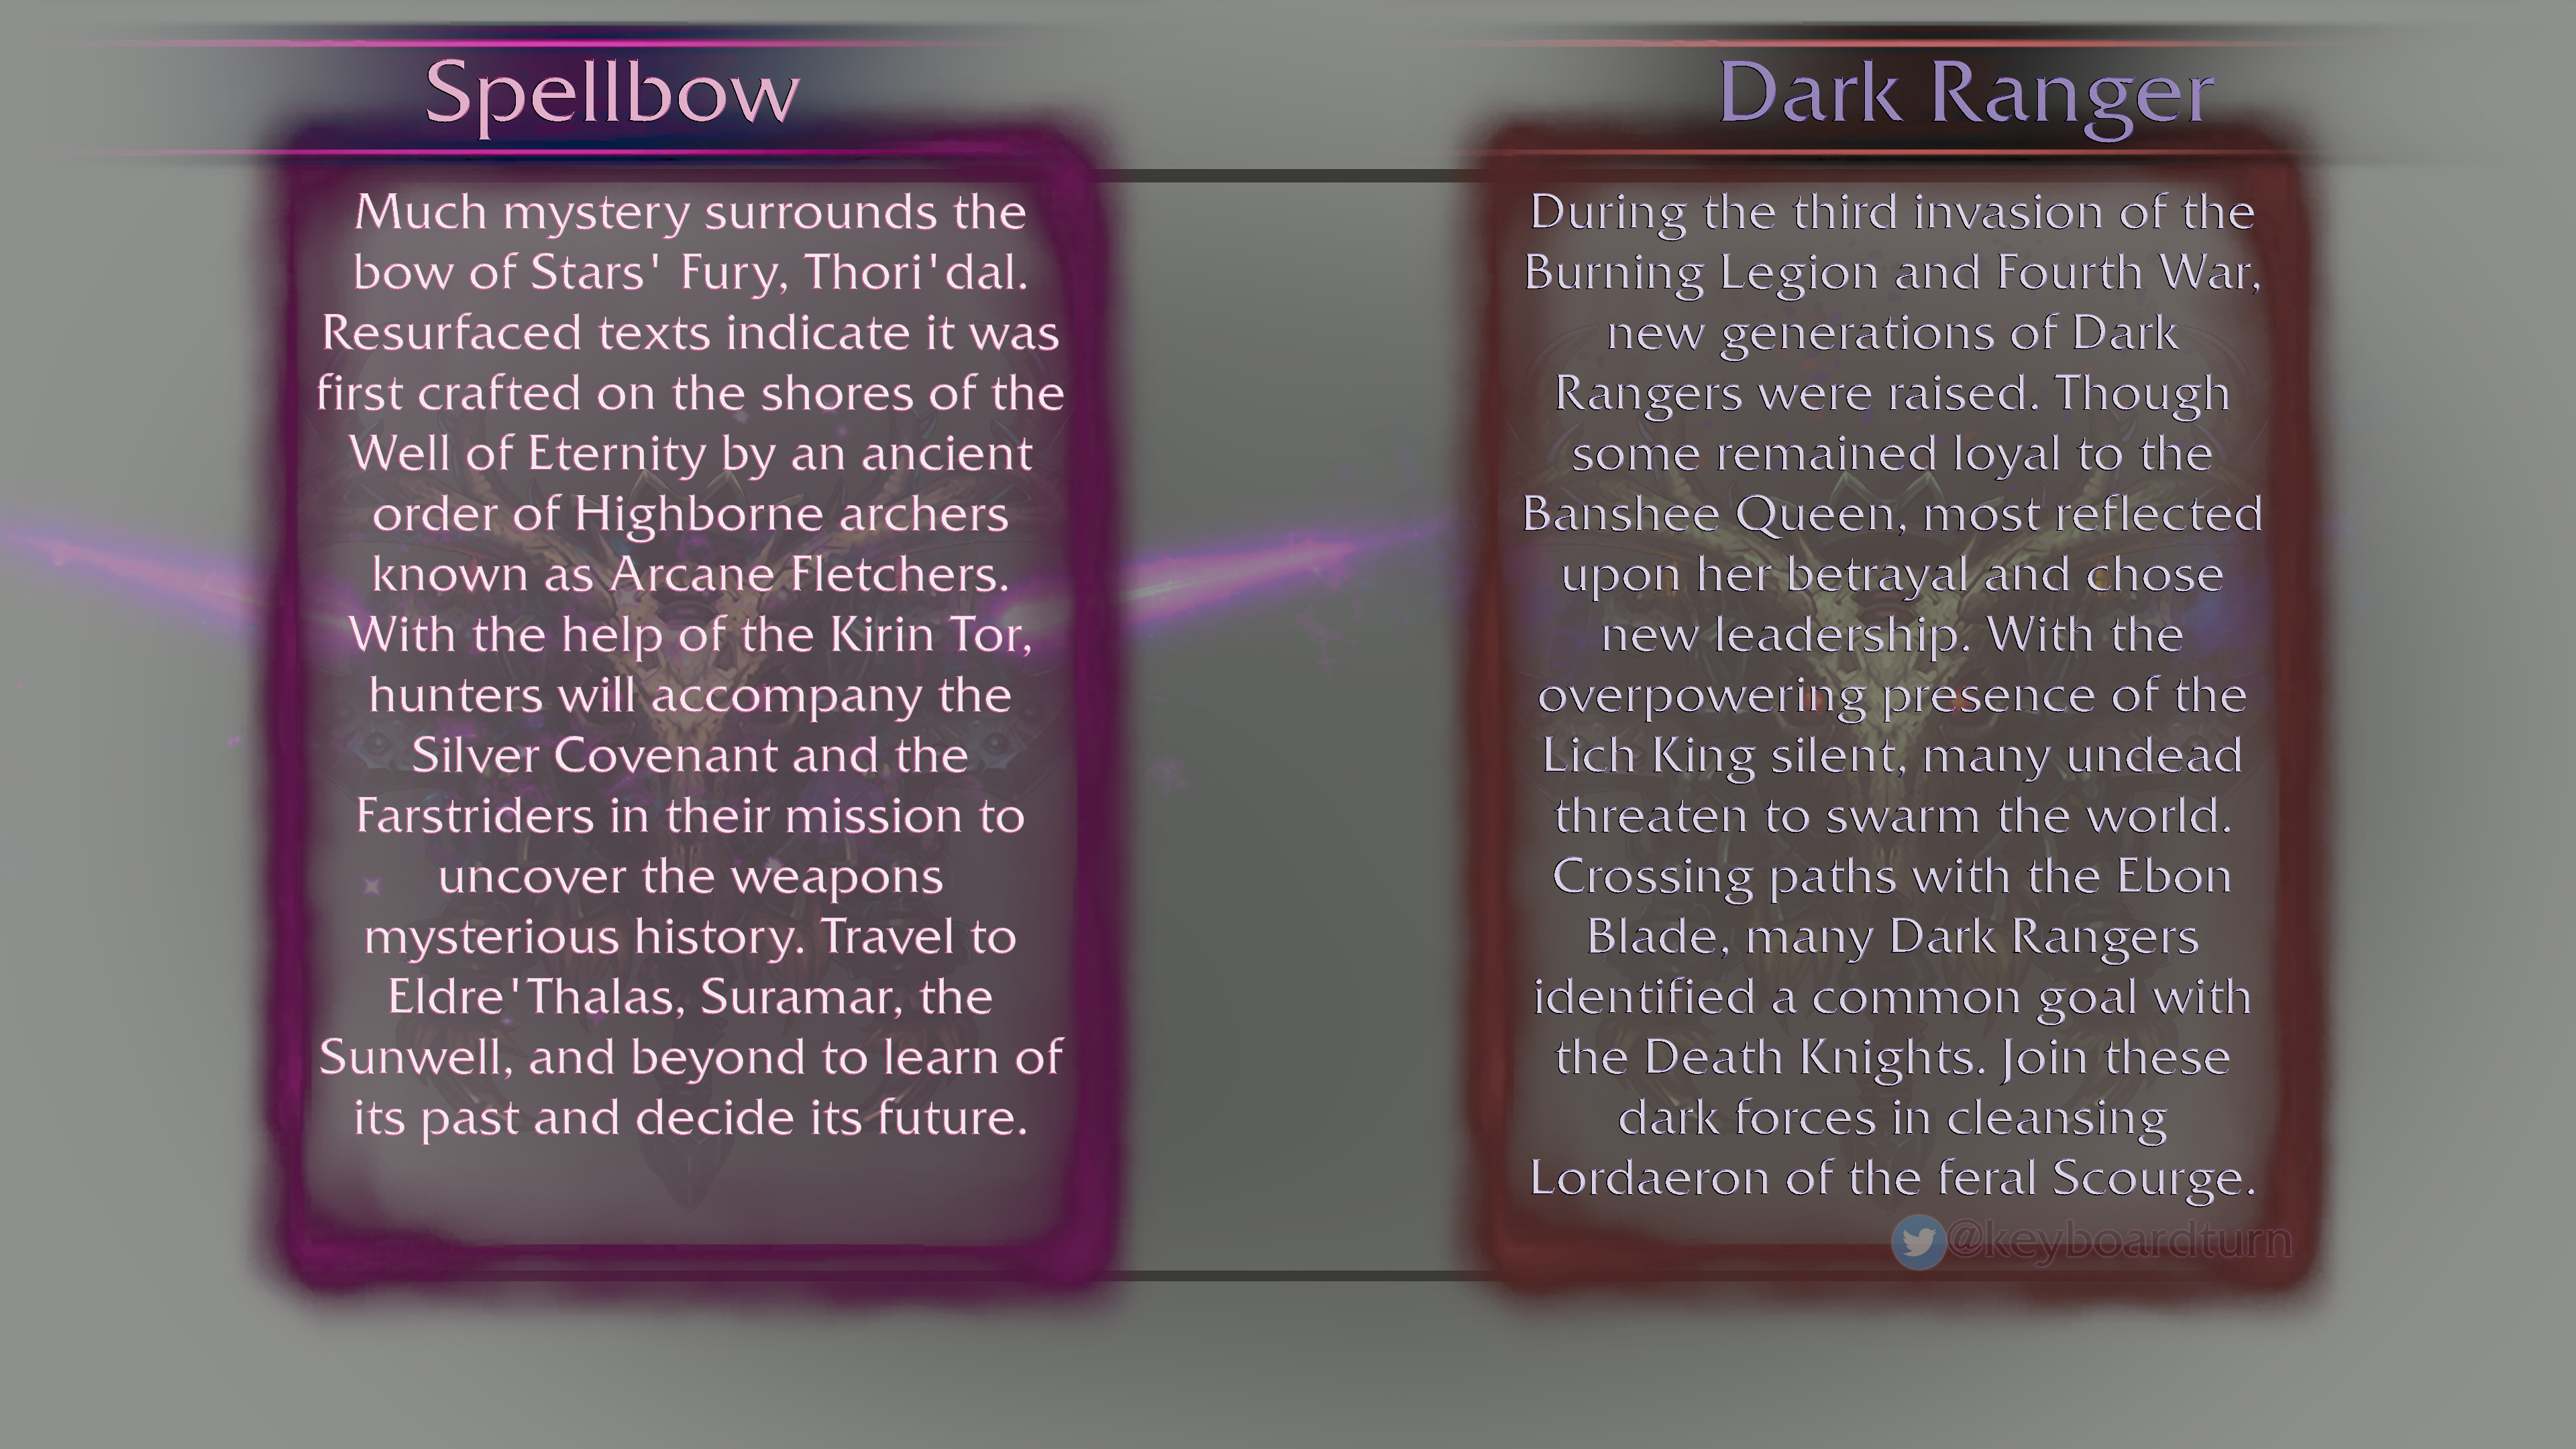 Spellbow
Much mystery surrounds the
bow of Stars' Fury, Thori'dal.
Resurfaced texts indicate it was
first crafted on the shores of the
Well of Eternity by an ancient
order of Highborne archers
known as Arcane Fletchers.
With the help of the Kirin Tor,
hunters will accompany the
Silver Covenant and the
Farstriders in their mission to
uncover the weapons
mysterious history. Travel to
Eldre'Thalas, Suramar, the
Sunwell, and beyond to learn of
its past and decide its future.
Dark Ranger
During the third invasion of the
Burning Legion and Fourth War,
new generations of Dark
Rangers were raised. Though
some remained loyal to the
Banshee Queen, most reflected
upon her betrayal and chose
new leadership. With the
overpowering presence of the
Lich King silent, many undead
threaten to swarm the world.
Crossing paths with the Ebon
Blade, many Dark Rangers
identified a common goal with
the Death Knights. Join these
dark forces in cleansing
Lordaeron of the feral Scourge.
@keyboardturn